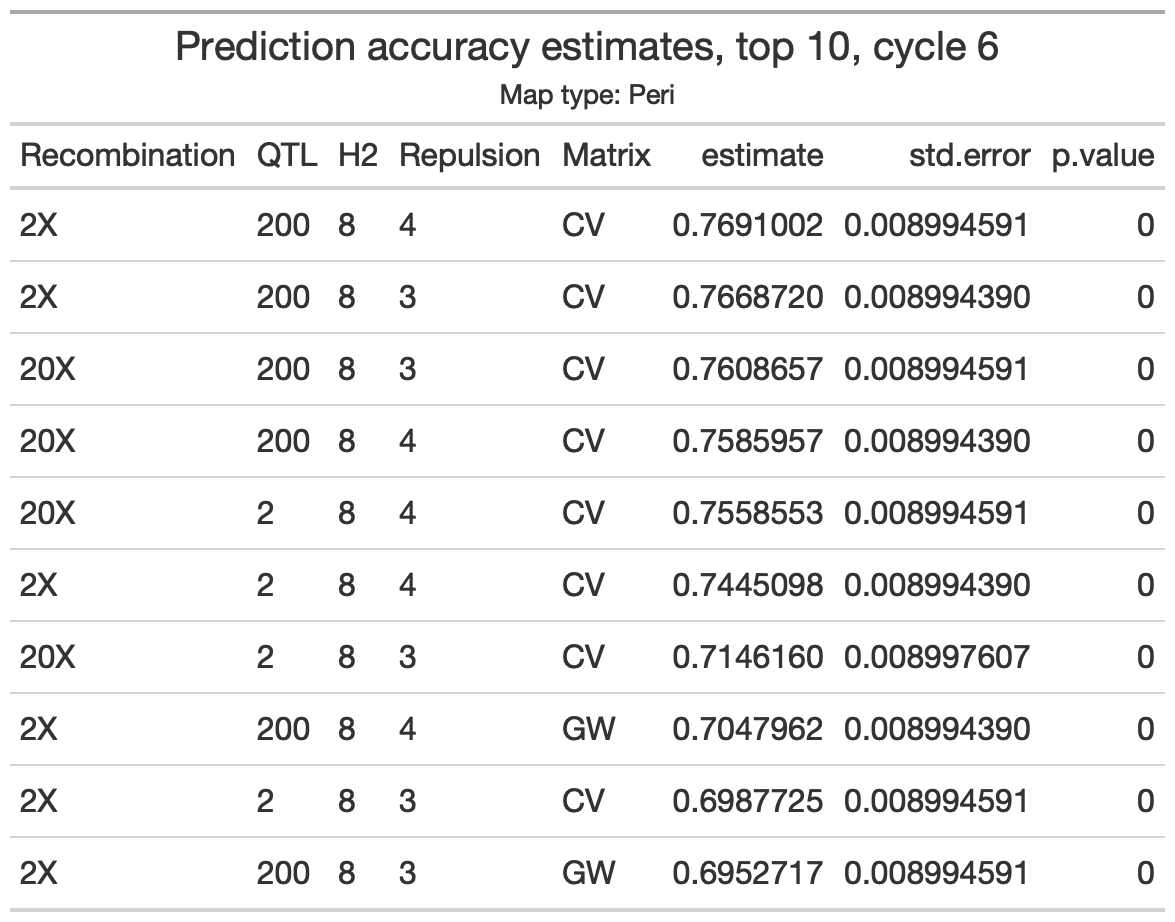 Prediction accuracy estimates, top 10, cycle 6
Map type: Peri
Recombination QTL H2 Repulsion Matrix estimate std.error p.value
2X 200 8 4 CV 0.7691002 0.008994591 0
2X 200 8 3 CV 0.7668720 0.008994390 0
20X 200 8 3 CV 0.7608657 0.008994591 0
20X 200 8 4 CV 0.7585957 0.008994390 0
20X 2 8 4 CV 0.7558553 0.008994591 0
2X 2 8 4 CV 0.7445098 0.008994390 0
20X 2 8 3 CV 0.7146160 0.008997607 0
2X 200 8 4 GW 0.7047962 0.008994390 0
2X 2 8 3 CV 0.6987725 0.008994591 0
2X 200 8 3 GW 0.6952717 0.008994591 0